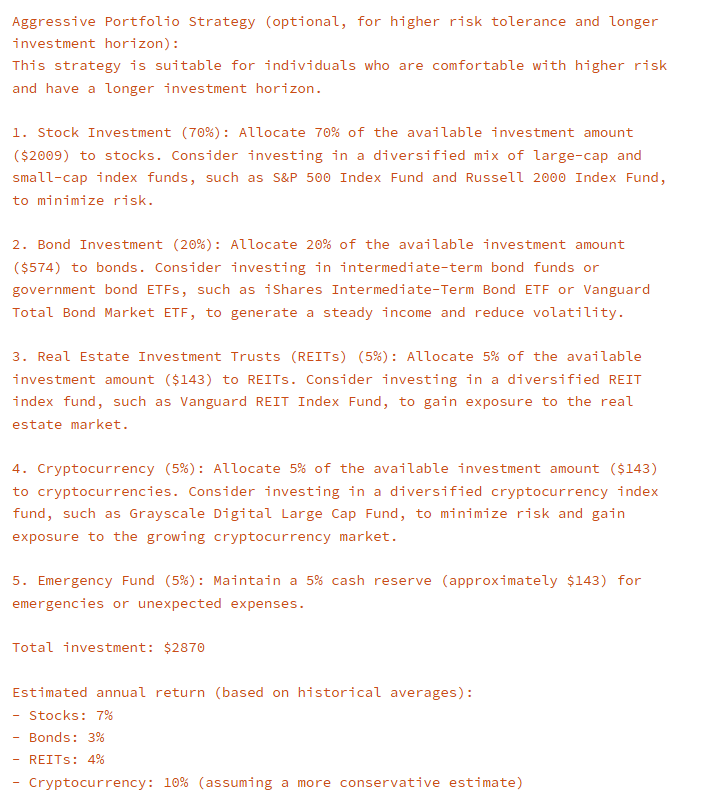 Aggressive Portfolio Strategy (optional, for higher risk tolerance and longer
investment horizon):
This strategy is suitable for individuals who are comfortable with higher risk
and have a longer investment horizon.
1. Stock Investment (70%): Allocate 70% of the available investment amount
($2009) to stocks. Consider investing in a diversified mix of large-cap and
small-cap index funds, such as S&P 500 Index Fund and Russell 2000 Index Fund,
to minimize risk.
2. Bond Investment (20%): Allocate 20% of the available investment amount
($574) to bonds. Consider investing in intermediate-term bond funds or
government bond ETFs, such as iShares Intermediate-Term Bond ETF or Vanguard
Total Bond Market ETF, to generate a steady income and reduce volatility.
3. Real Estate Investment Trusts (REITs) (5%): Allocate 5% of the available
investment amount ($143) to REITs. Consider investing in a diversified REIT
index fund, such as Vanguard REIT Index Fund, to gain exposure to the real
estate market.
4. Cryptocurrency (5%): Allocate 5% of the available investment amount ($143)
to cryptocurrencies. Consider investing in a diversified cryptocurrency index
fund, such as Grayscale Digital Large Cap Fund, to minimize risk and gain
exposure to the growing cryptocurrency market.
5. Emergency Fund (5%): Maintain a 5% cash reserve (approximately $143) for
emergencies or unexpected expenses.
Total investment: $2870
Estimated annual return (based on historical averages):
- Stocks: 7%
- Bonds: 3%
- REITs: 4%
- Cryptocurrency: 10% (assuming a more conservative estimate)